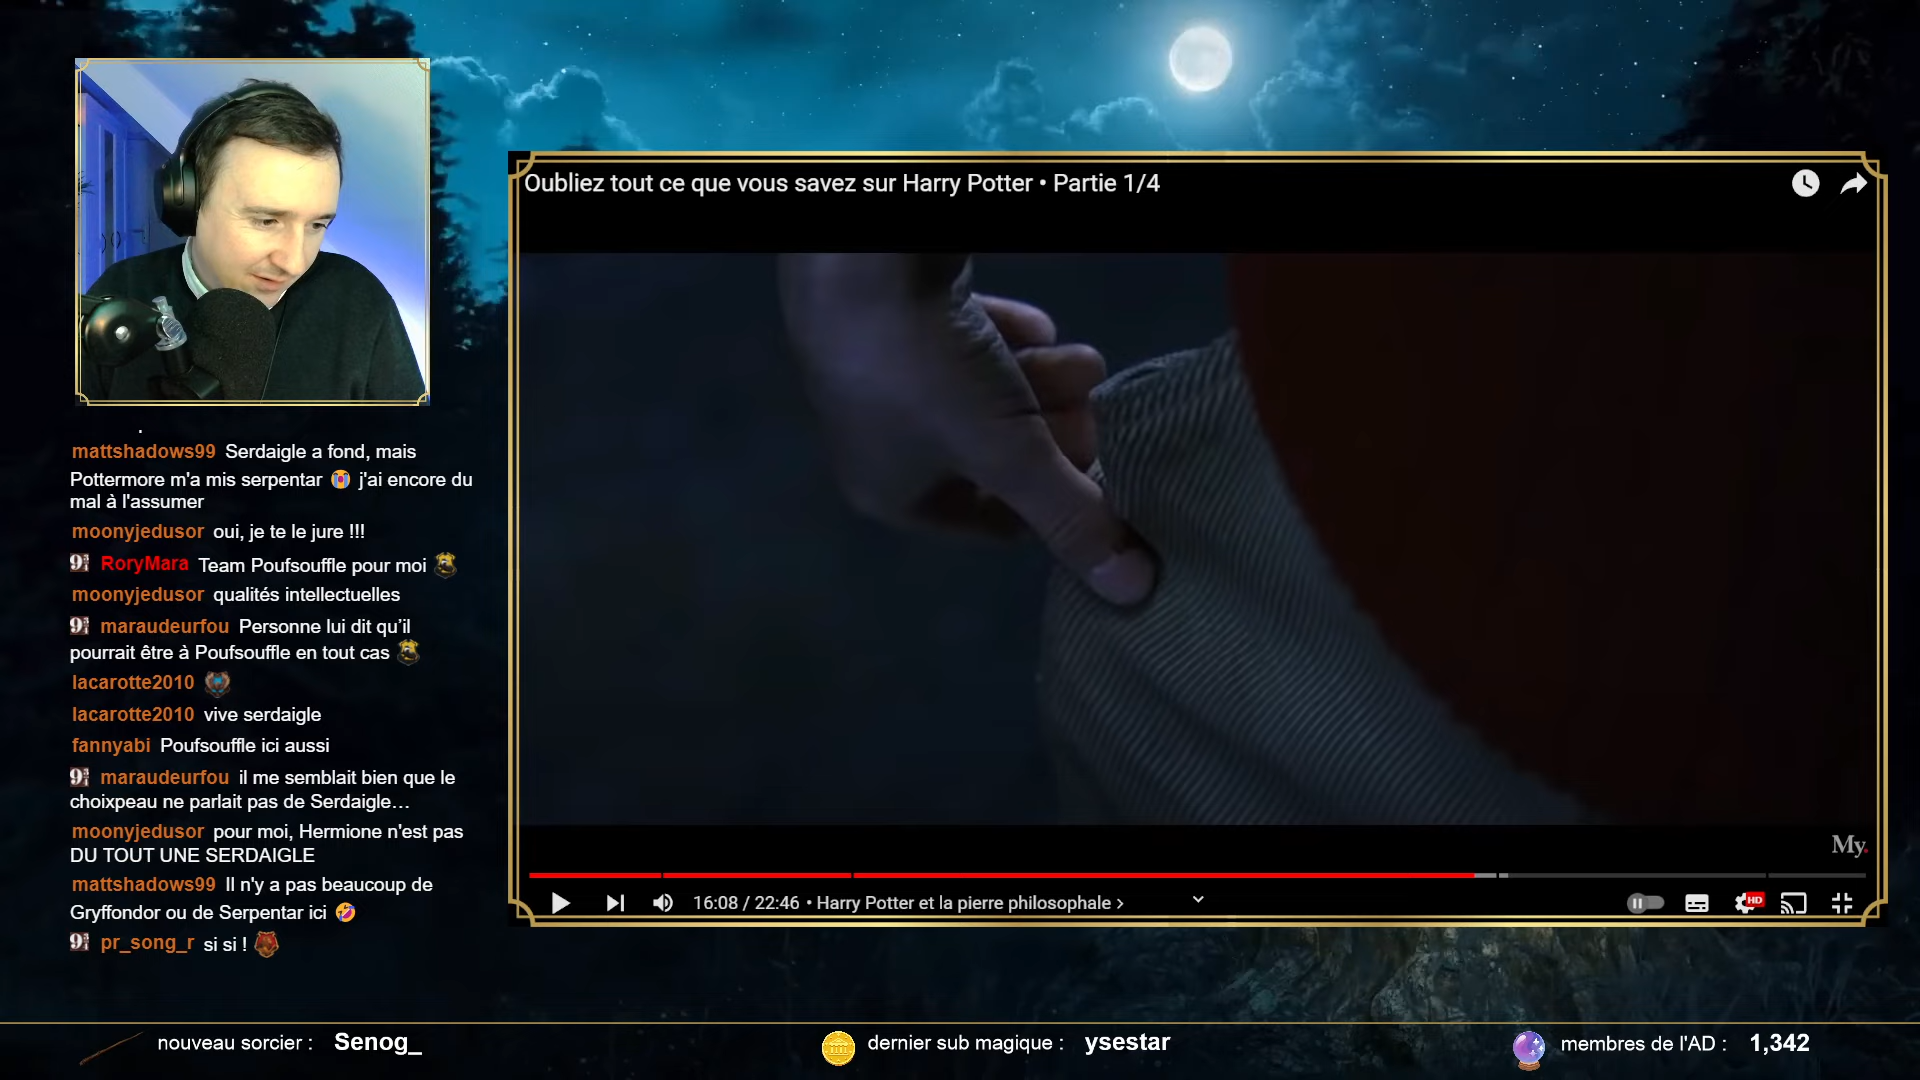 Oubliez tout ce que vous savez sur Harry Potter • Partie 1/4
.
mattshadows99 Serdaigle a fond, mais
Pottermore m'a mis serpentar 😭 j'ai encore du
mal à l'assumer
moonyjedusor oui, je te le jure !!!
RoryMara Team Poufsouffle pour moi
moonyjedusor qualités intellectuelles
maraudeurfou Personne lui dit qu’il
pourrait être à Poufsouffle en tout cas
lacarotte2010
lacarotte2010 vive serdaigle
fannyabi Poufsouffle ici aussi
maraudeurfou il me semblait bien que le
choixpeau ne parlait pas de Serdaigle…
moonyjedusor pour moi, Hermione n'est pas
DU TOUT UNE SERDAIGLE
mattshadows99 Il n'y a pas beaucoup de
Gryffondor ou de Serpentar ici 🤣
pr_song_r si si !
My.
16:08 / 22:46 • Harry Potter et la pierre philosophale ›
HD
nouveau sorcier : Senog_
dernier sub magique : ysestar
membres de l'AD : 1,342